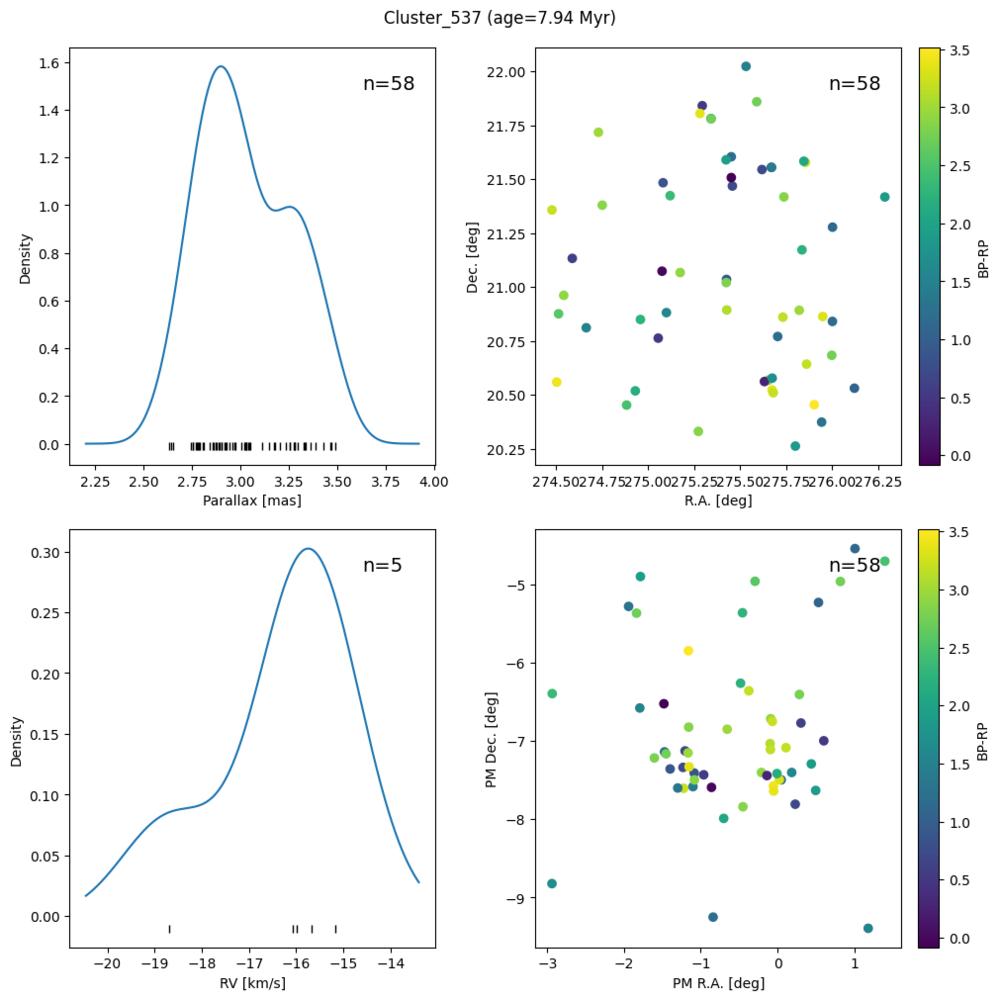 Cluster_537 (age=7.94 Myr)
n=58
1.6
1.4
1.2
1.0
0.8
0.6
0.4
0.2
0.0
Density
2.25 2.50 2.75 3.00 3.25 3.50 3.75 4.00
Parallax [mas]
n=58
22.00
21.75
21.50
21.25
21.00
20.75
20.50
20.25
Dec. [deg]
274.50 274.75 275.00 275.25 275.50 275.75 276.00 276.25
R.A. [deg]
3.5
3.0
2.5
2.0
1.5
1.0
0.5
0.0
BP-RP
n=5
0.30
0.25
0.20
0.15
0.10
0.05
0.00
Density
−20 −19 −18 −17 −16 −15 −14
RV [km/s]
n=58
−5
−6
−7
−8
−9
PM Dec. [deg]
−3 −2 −1 0 1
PM R.A. [deg]
3.5
3.0
2.5
2.0
1.5
1.0
0.5
0.0
BP-RP